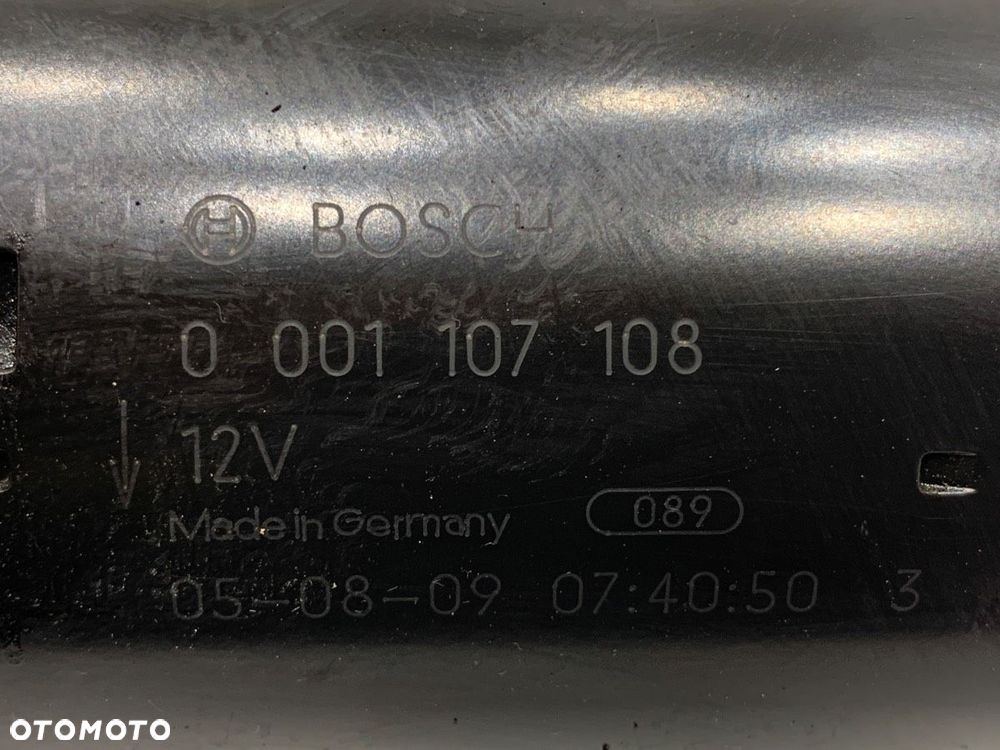 BOSCH
0 001 107 108
12V
Made in Germany 089
05-08-09 07:40:50 3
OTOMOTO